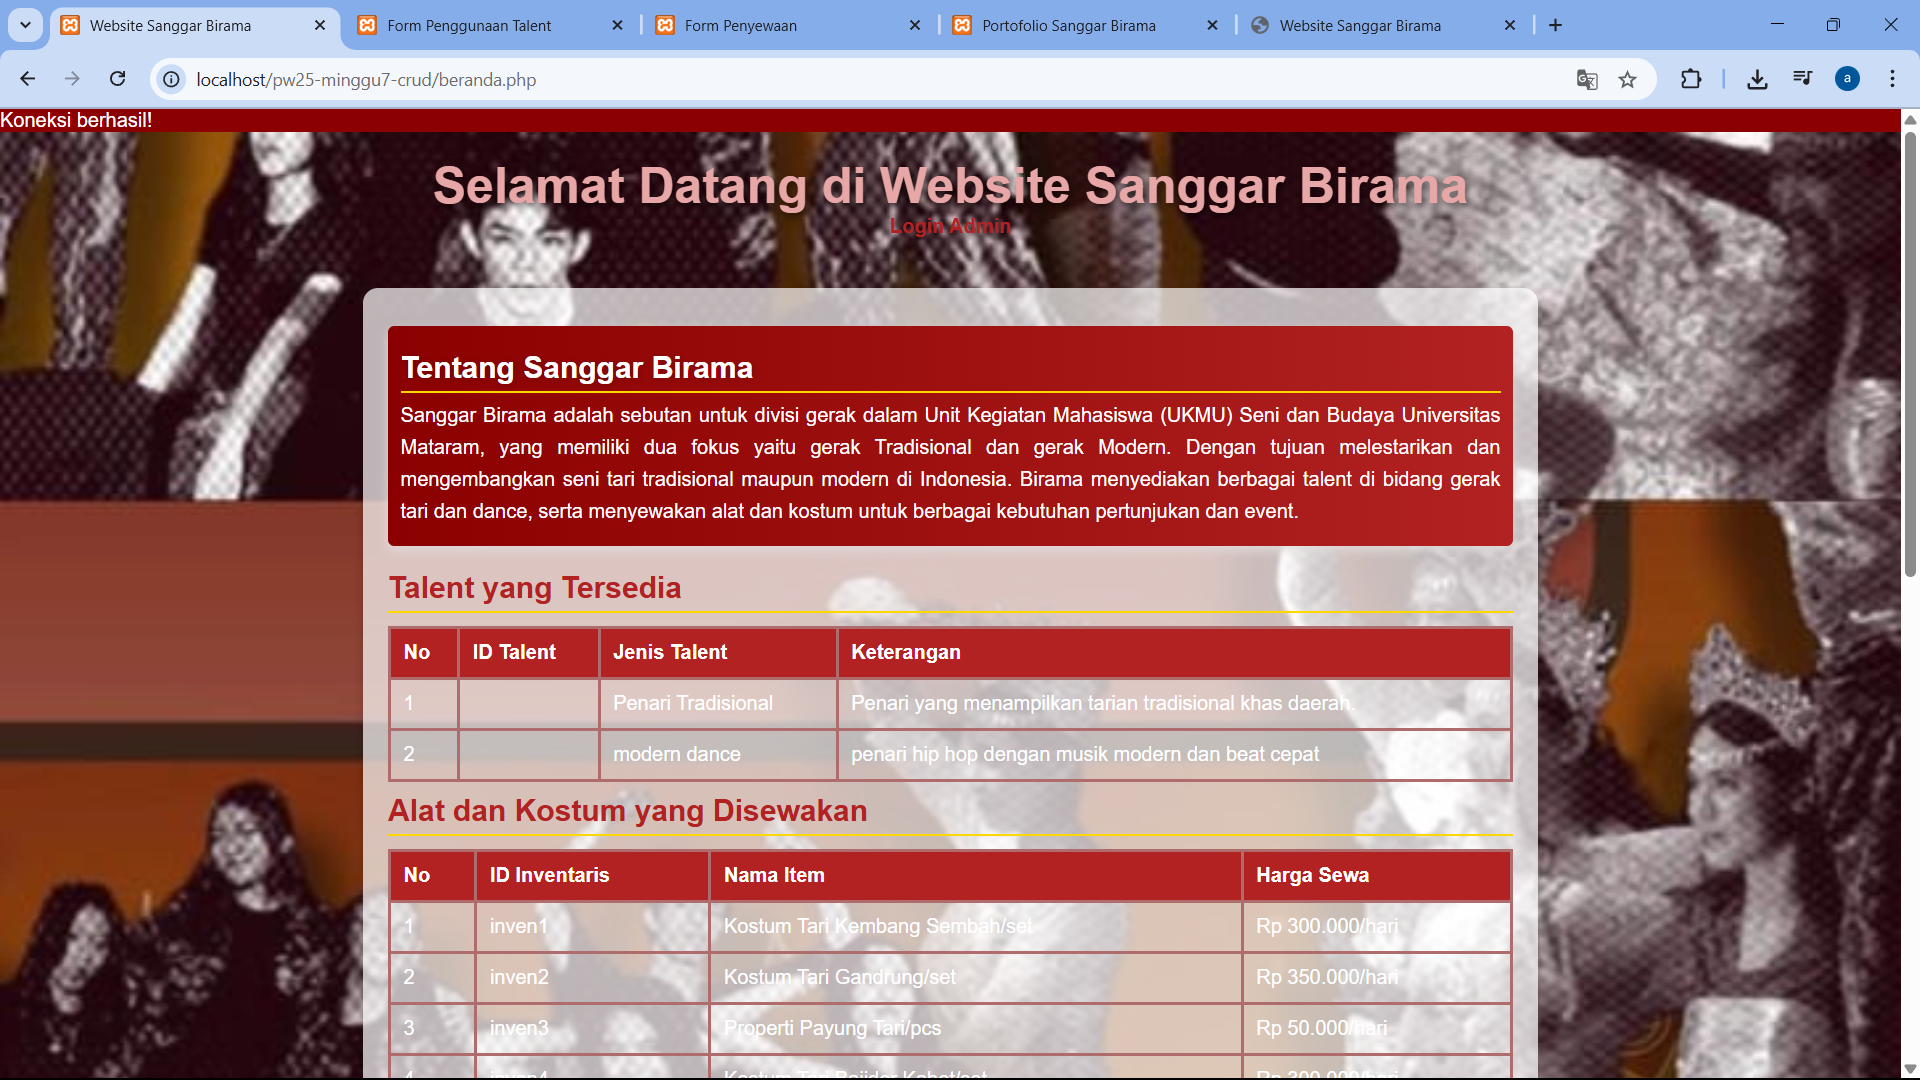 Website Sanggar Birama
Form Penggunaan Talent
Form Penyewaan
Portofolio Sanggar Birama
Website Sanggar Birama
localhost/pw25-minggu7-crud/beranda.php
a
Koneksi berhasil!
Selamat Datang di Website Sanggar Birama
Login Admin
Tentang Sanggar Birama
Sanggar Birama adalah sebutan untuk divisi gerak dalam Unit Kegiatan Mahasiswa (UKMU) Seni dan Budaya Universitas
Mataram, yang memiliki dua fokus yaitu gerak Tradisional dan gerak Modern. Dengan tujuan melestarikan dan
mengembangkan seni tari tradisional maupun modern di Indonesia. Birama menyediakan berbagai talent di bidang gerak
tari dan dance, serta menyewakan alat dan kostum untuk berbagai kebutuhan pertunjukan dan event.
Talent yang Tersedia
No ID Talent Jenis Talent Keterangan
1 Penari Tradisional Penari yang menampilkan tarian tradisional khas daerah.
2 modern dance penari hip hop dengan musik modern dan beat cepat
Alat dan Kostum yang Disewakan
No ID Inventaris Nama Item Harga Sewa
1 inven1 Kostum Tari Kembang Sembah/set Rp 300.000/hari
2 inven2 Kostum Tari Gandrung/set Rp 350.000/hari
3 inven3 Properti Payung Tari/pcs Rp 50.000/hari
4 inven4 Kostum Tari Rp 300.000/hari